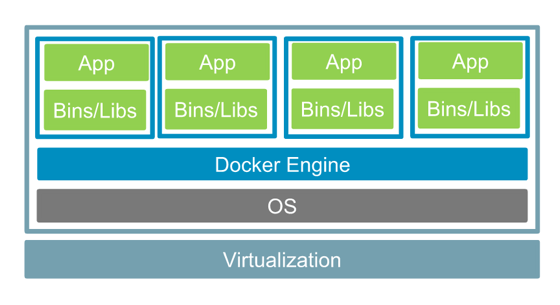 App App App App
Bins/Libs Bins/Libs Bins/Libs Bins/Libs
Docker Engine
OS
Virtualization